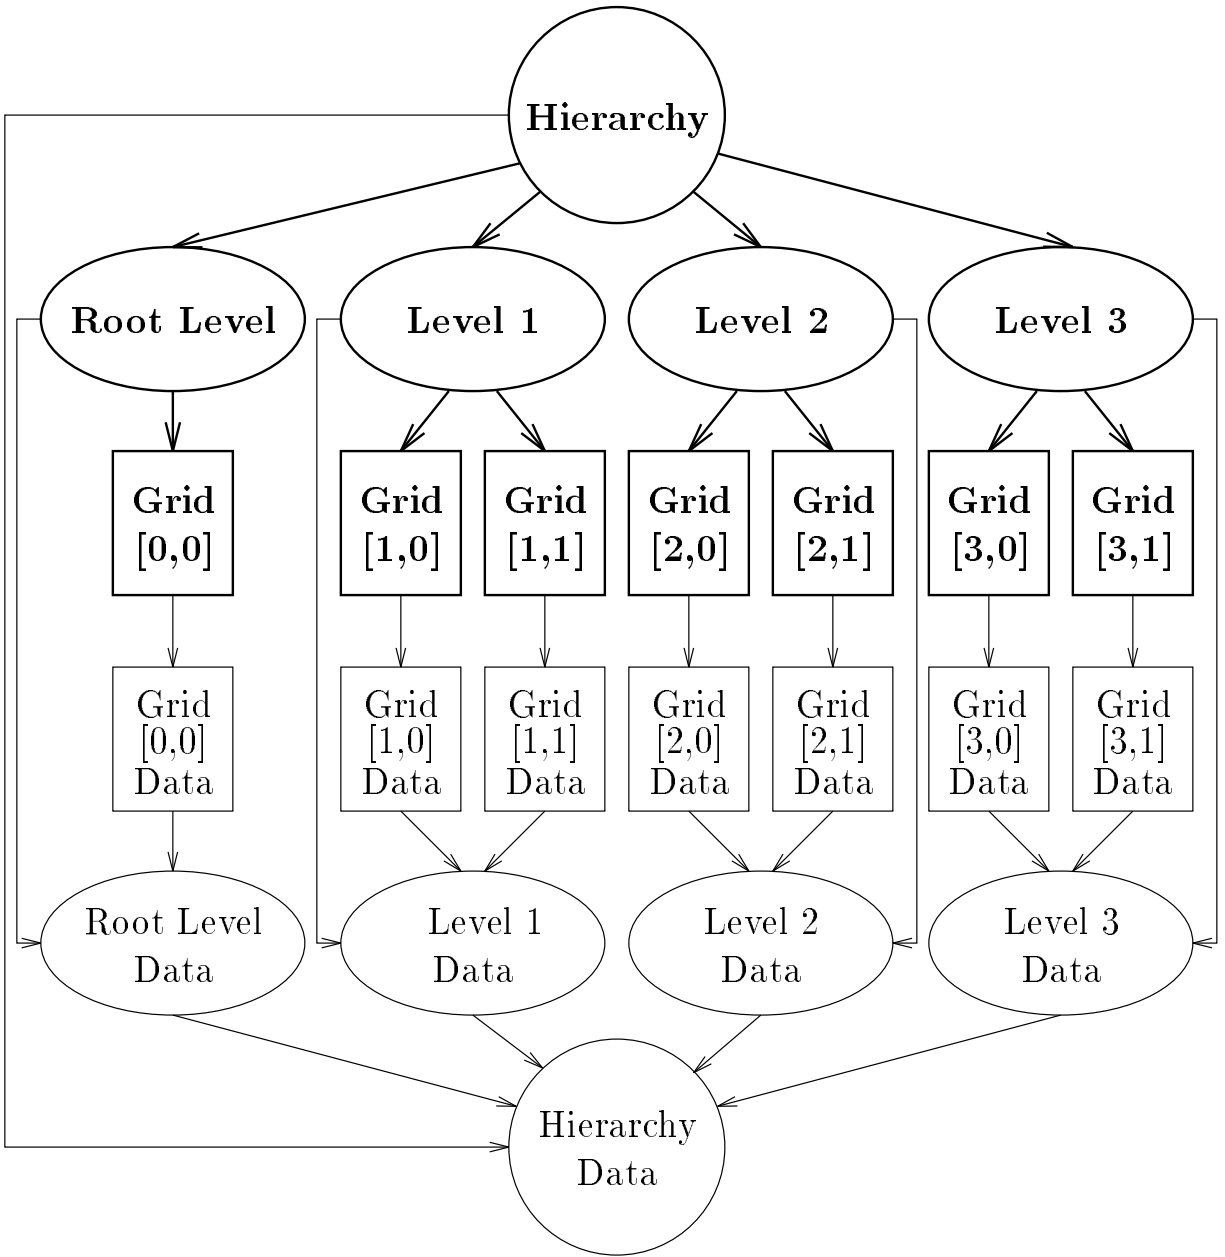 Hierarchy
Root Level
Level 1
Level 2
Level 3
Grid
[0,0]
Grid
[1,0]
Grid
[1,1]
Grid
[2,0]
Grid
[2,1]
Grid
[3,0]
Grid
[3,1]
Grid
[0,0]
Data
Grid
[1,0]
Data
Grid
[1,1]
Data
Grid
[2,0]
Data
Grid
[2,1]
Data
Grid
[3,0]
Data
Grid
[3,1]
Data
Root Level
Data
Level 1
Data
Level 2
Data
Level 3
Data
Hierarchy
Data